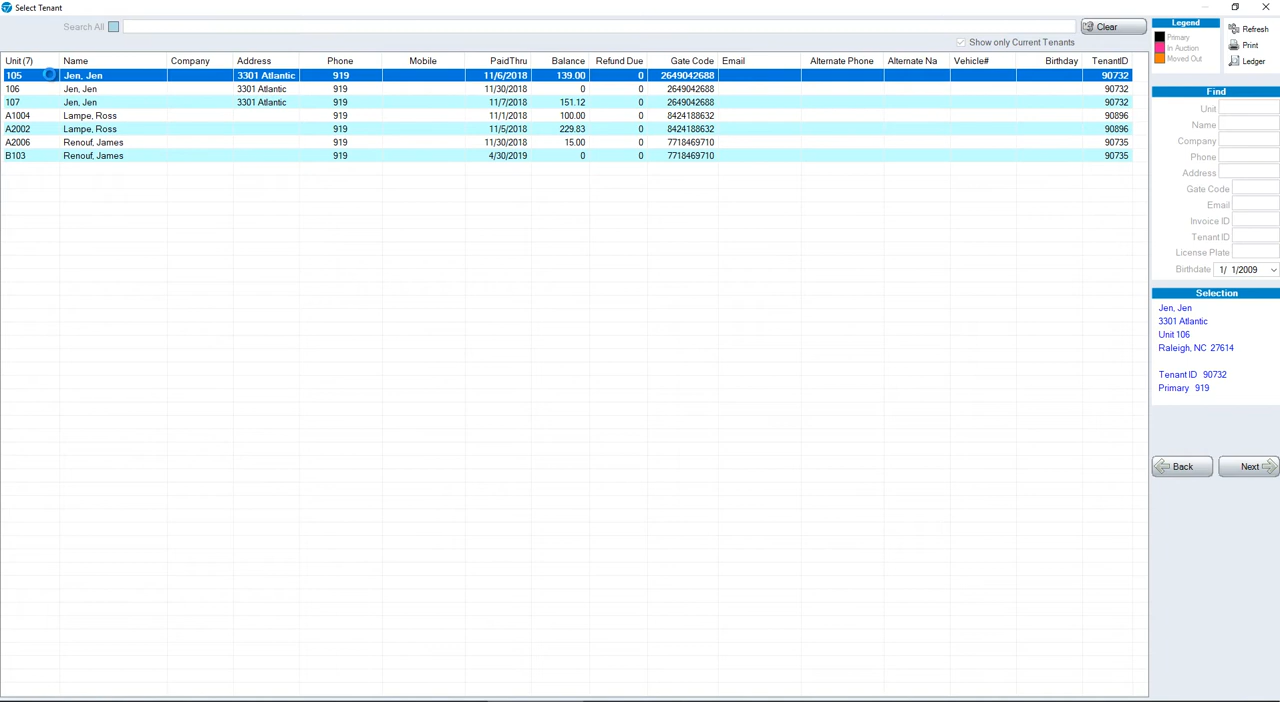 Select Tenant
Search All
Clear
Show only Current Tenants
Legend
Primary
In Auction
Moved Out
Refresh
Print
Ledger
Unit (7) Name Company Address Phone Mobile PaidThru Balance Refund Due Gate Code Email Alternate Phone Alternate Na Vehicle# Birthday TenantID
105 Jen, Jen 3301 Atlantic 919 11/6/2018 139.00 0 2649042688 90732
106 Jen, Jen 3301 Atlantic 919 11/30/2018 0 0 2649042688 90732
107 Jen, Jen 3301 Atlantic 919 11/7/2018 151.12 0 2649042688 90732
A1004 Lampe, Ross 919 11/1/2018 100.00 0 8424188632 90896
A2002 Lampe, Ross 919 11/5/2018 229.83 0 8424188632 90896
A2006 Renouf, James 919 11/30/2018 15.00 0 7718469710 90735
B103 Renouf, James 919 4/30/2019 0 0 7718469710 90735
Find
Unit
Name
Company
Phone
Address
Gate Code
Email
Invoice ID
Tenant ID
License Plate
Birthdate 1/ 1/2009
Selection
Jen, Jen
3301 Atlantic
Unit 106
Raleigh, NC 27614
Tenant ID 90732
Primary 919
Back
Next